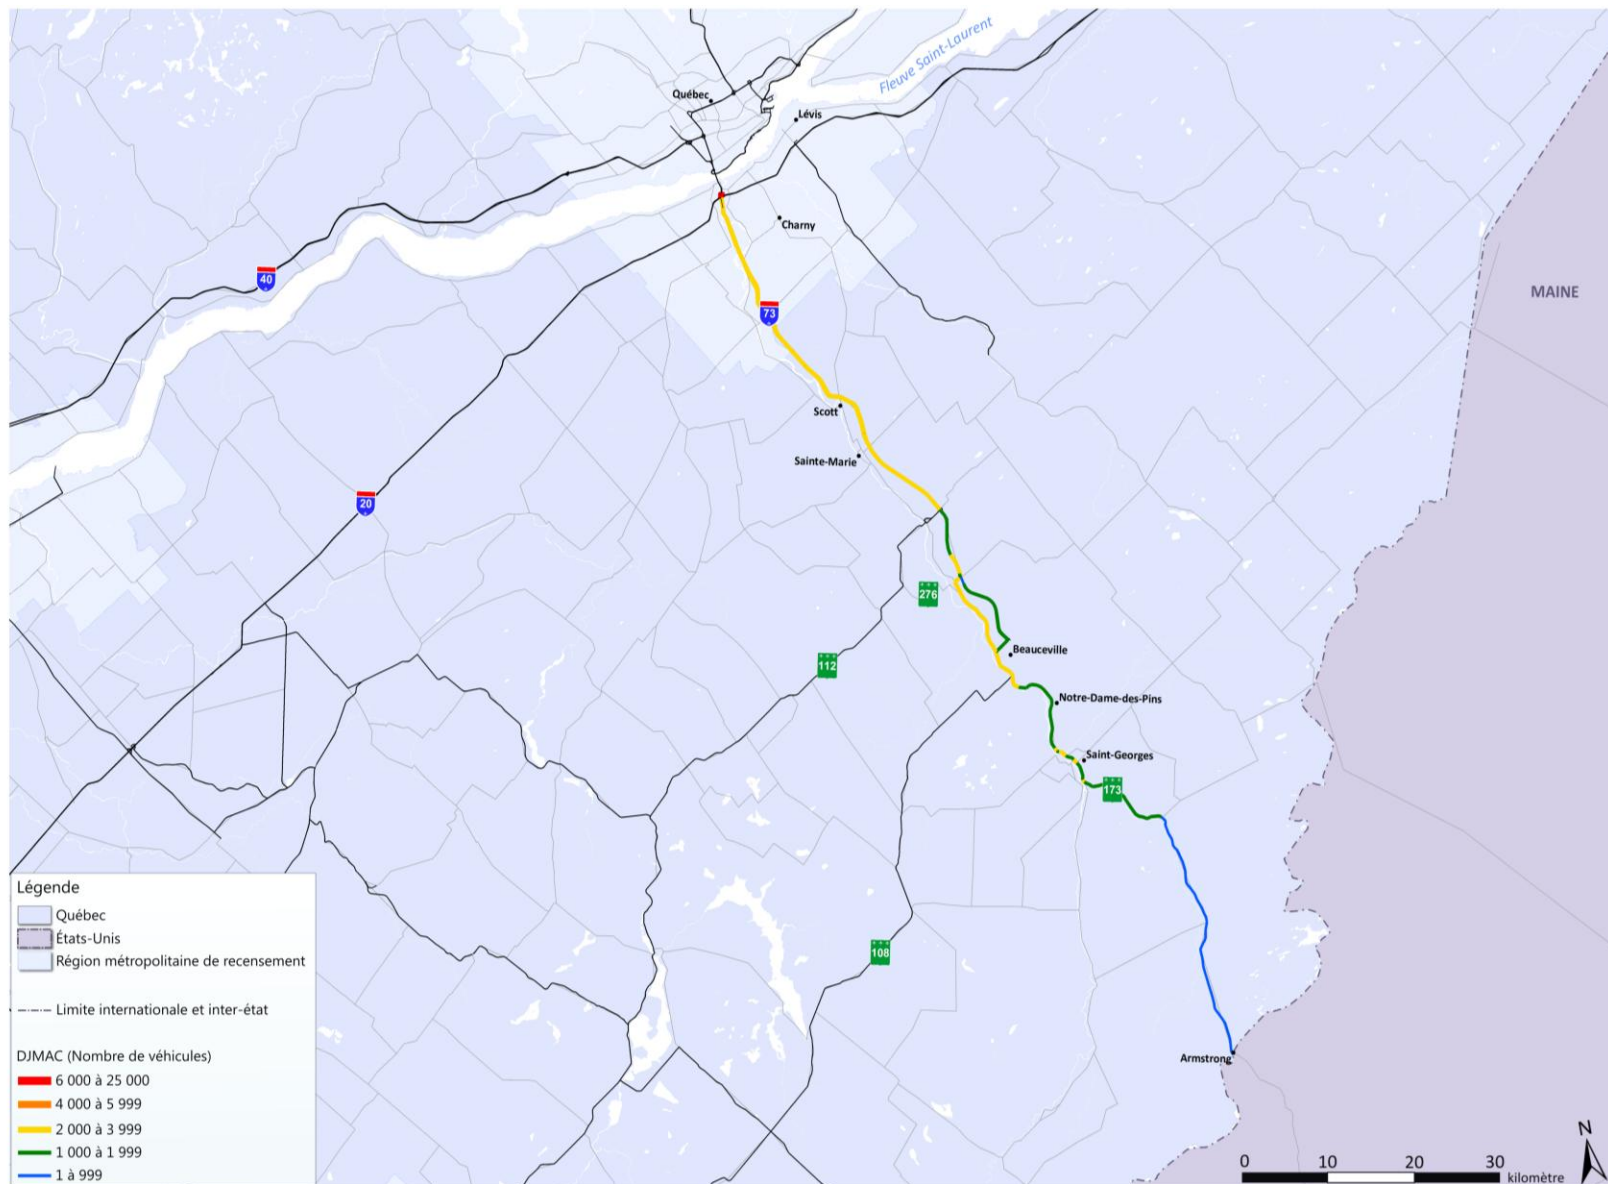 Fleuve Saint-Laurent
Québec
Lévis
Charny
40
73
MAINE
Scott
Sainte-Marie
20
276
112
Beauceville
Notre-Dame-des-Pins
Saint-Georges
173
108
Armstrong
Légende
Québec
États-Unis
Région métropolitaine de recensement
Limite internationale et inter-état
DJMAC (Nombre de véhicules)
6 000 à 25 000
4 000 à 5 999
2 000 à 3 999
1 000 à 1 999
1 à 999
N
0 10 20 30
kilomètre